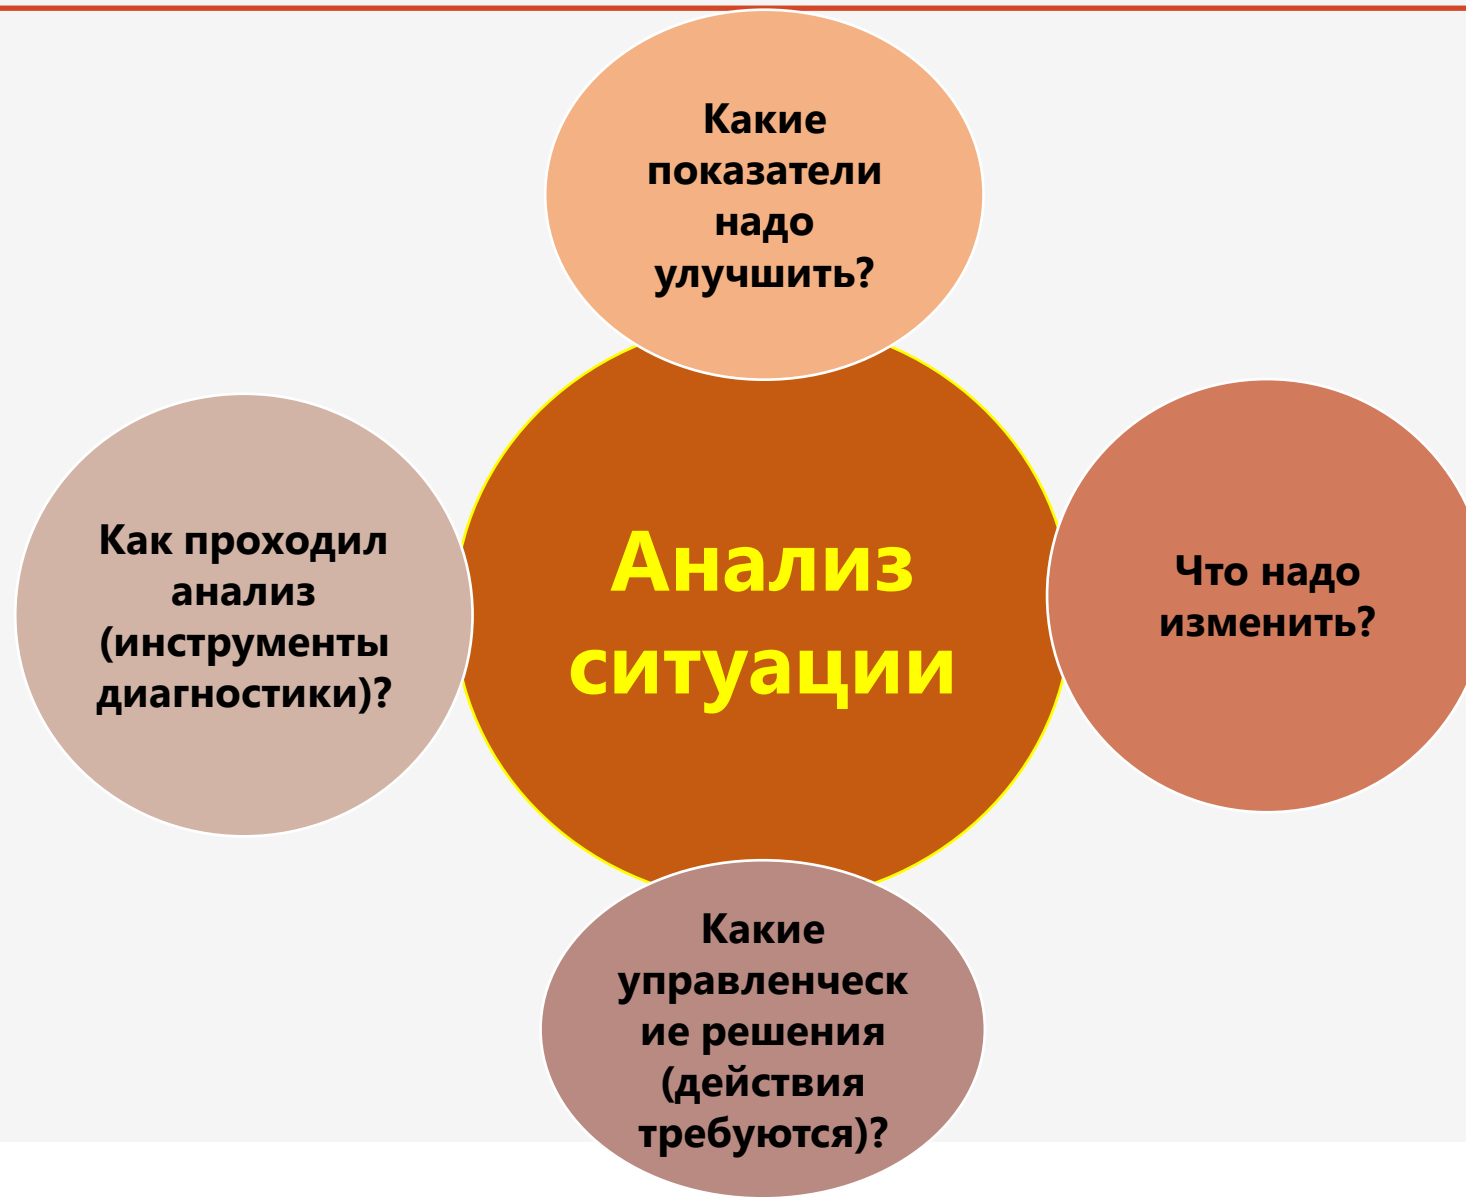 Какие
показатели
надо
улучшить?
Как проходил
анализ
(инструменты
диагностики)?
Анализ
ситуации
Что надо
изменить?
Какие
управленческ
ие решения
(действия
требуются)?